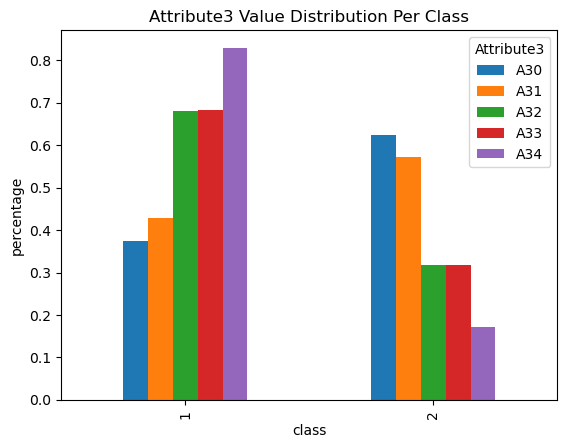 Attribute3 Value Distribution Per Class
Attribute3
A30
A31
A32
A33
A34
percentage
0.8
0.7
0.6
0.5
0.4
0.3
0.2
0.1
0.0
1
2
class